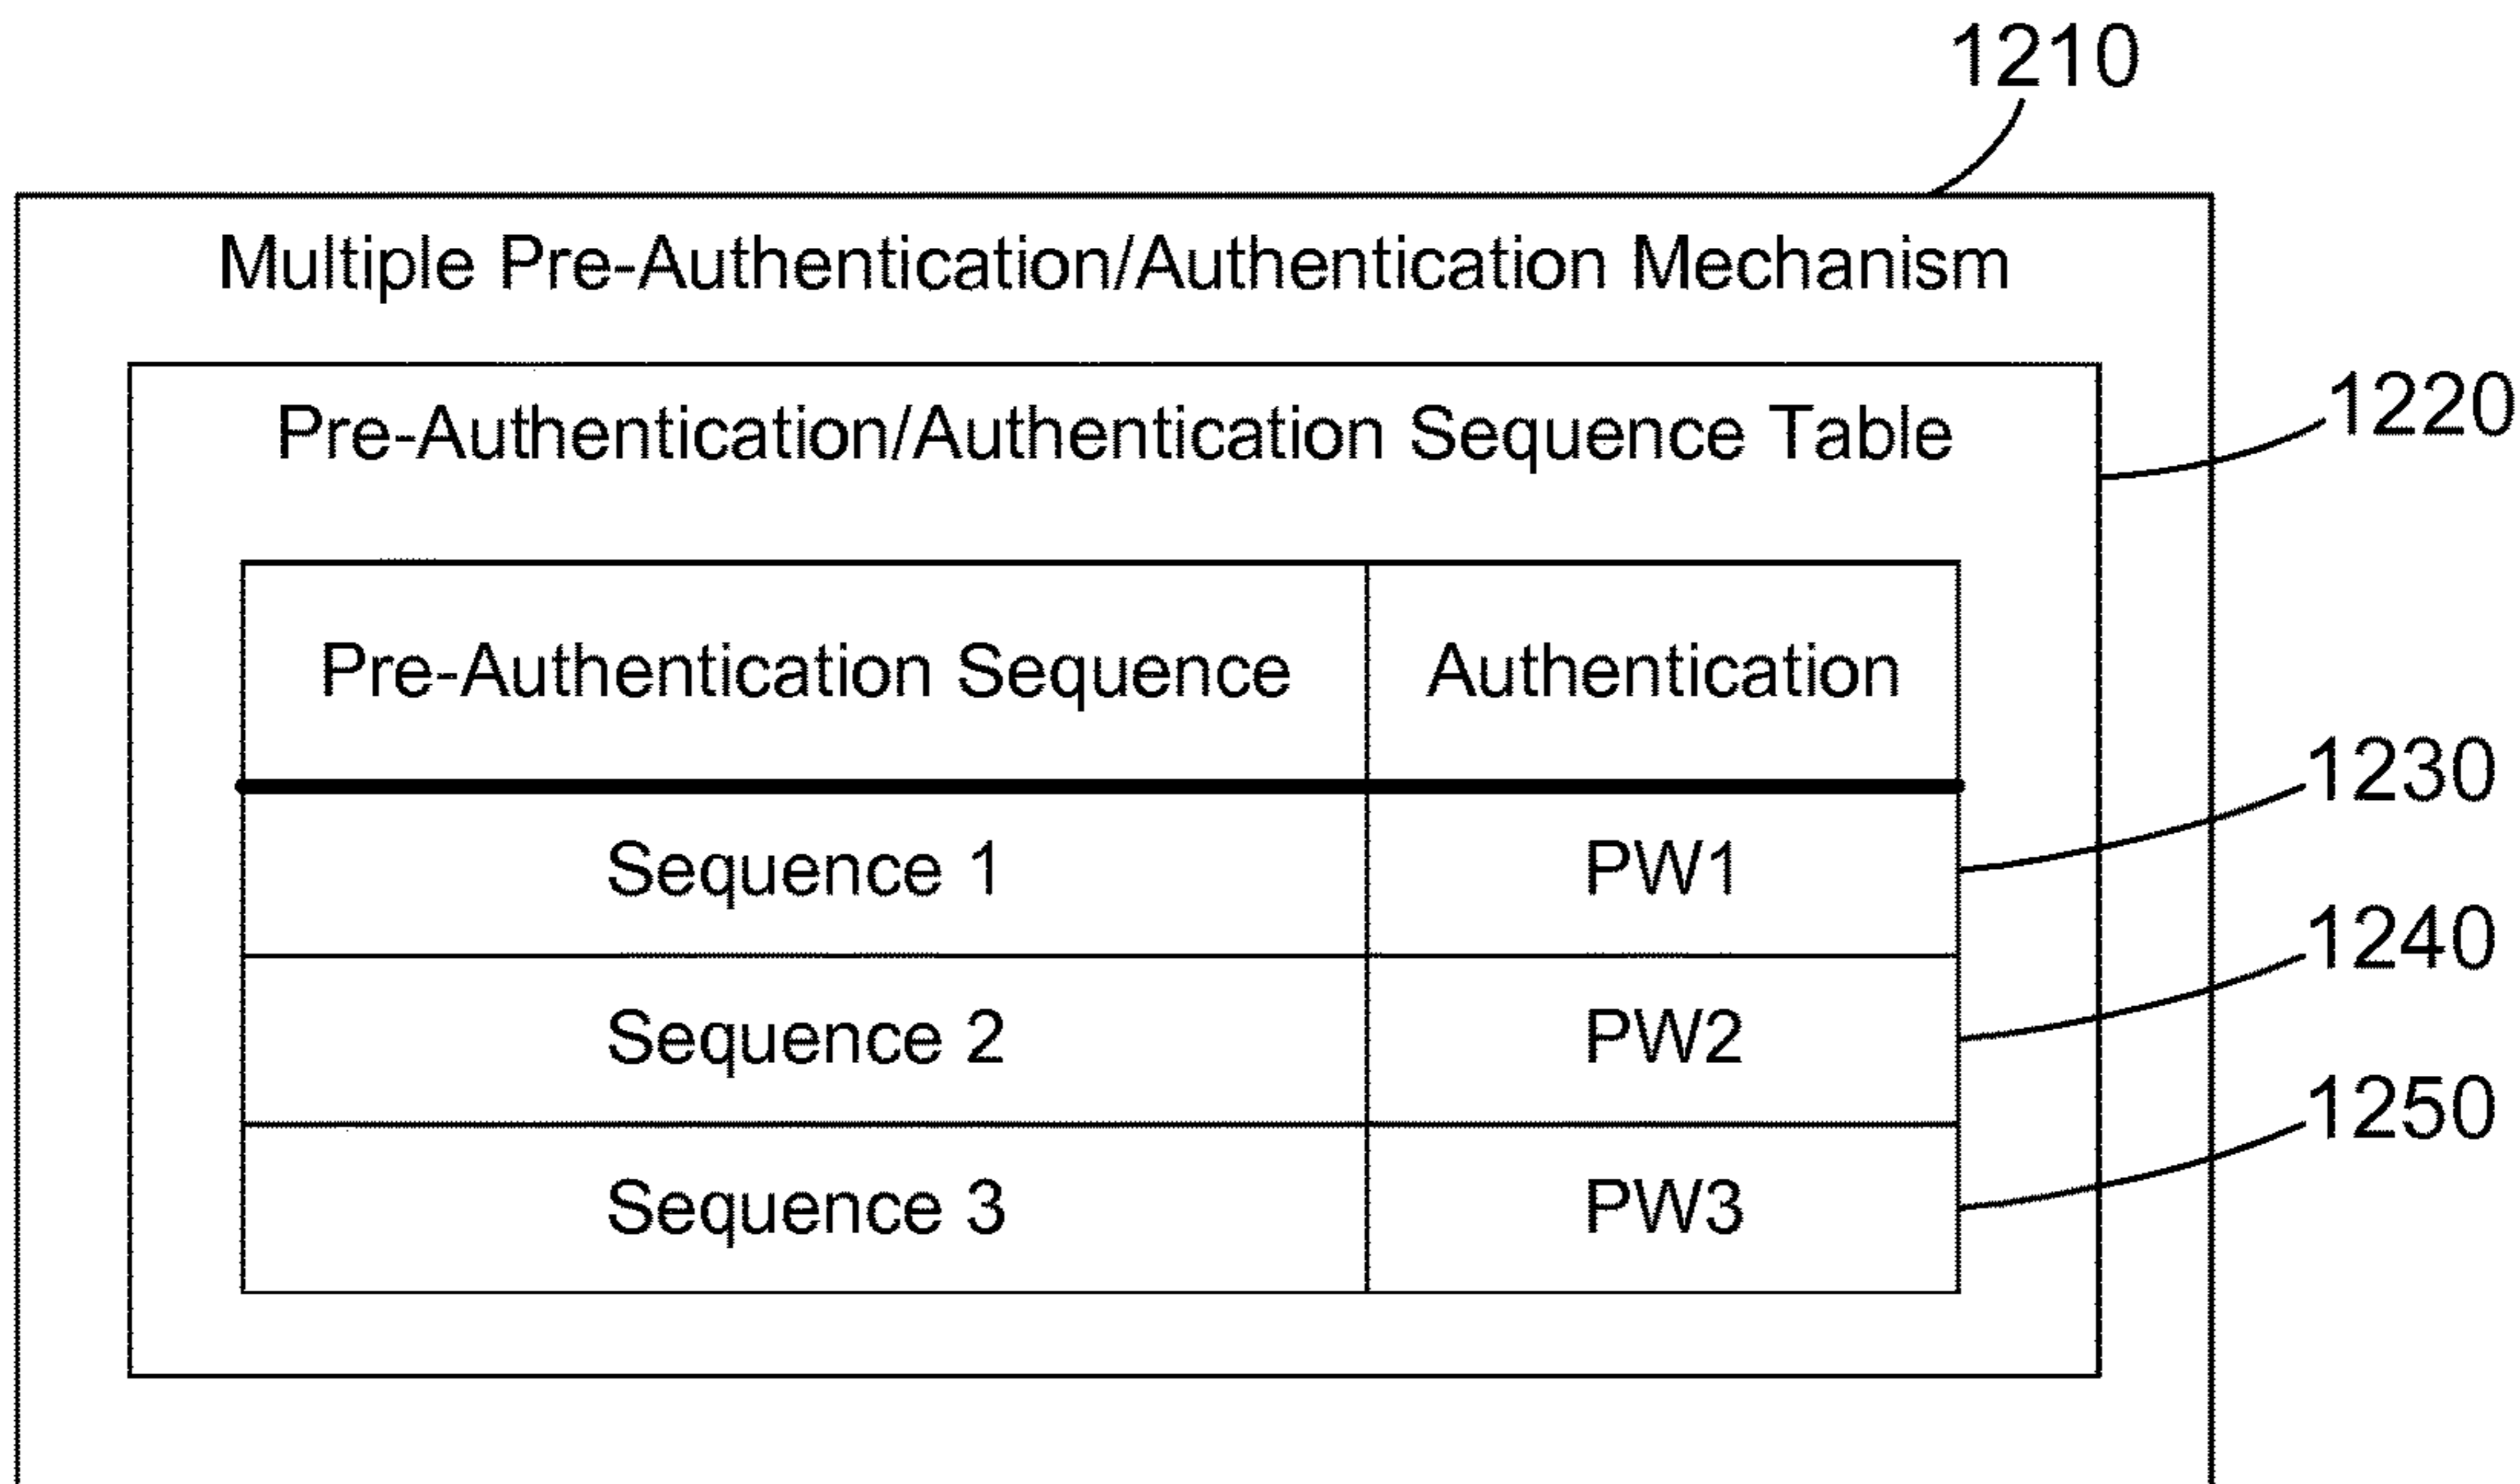 1210
Multiple Pre-Authentication/Authentication Mechanism
Pre-Authentication/Authentication Sequence Table
1220
Pre-Authentication Sequence Authentication
1230
Sequence 1 PW1
1240
Sequence 2 PW2
1250
Sequence 3 PW3